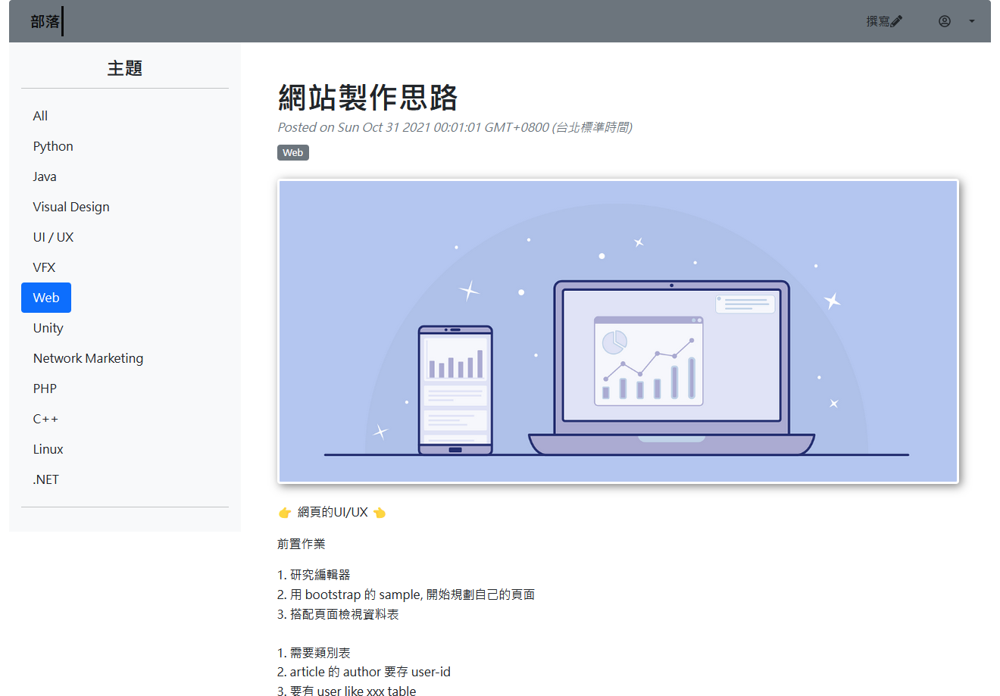 部落
撰寫
主題
All
Python
Java
Visual Design
UI / UX
VFX
Web
Unity
Network Marketing
PHP
C++
Linux
.NET
網站製作思路
Posted on Sun Oct 31 2021 00:01:01 GMT+0800 (台北標準時間)
Web
👉 網頁的UI/UX 👈
前置作業
1. 研究編輯器
2. 用 bootstrap 的 sample, 開始規劃自己的頁面
3. 搭配頁面檢視資料表
1. 需要類別表
2. article 的 author 要存 user-id
3. 要有 user like xxx table